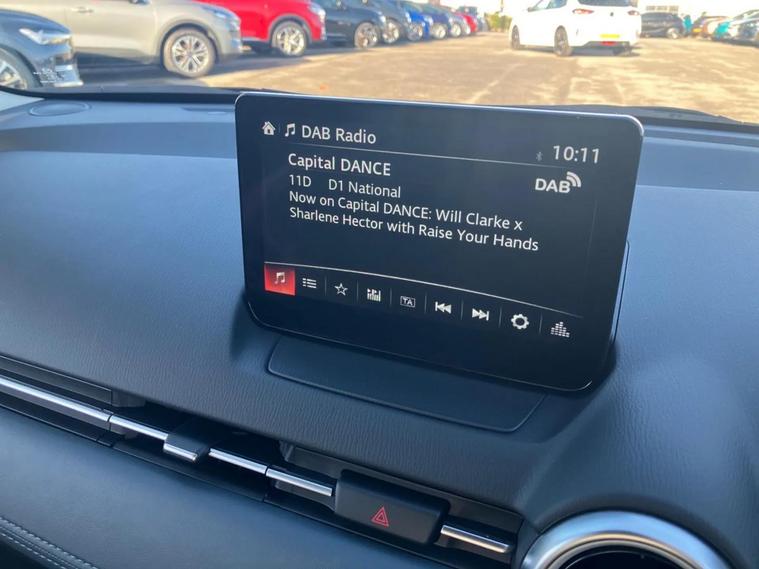 DAB Radio
10:11
Capital DANCE
DAB
11D D1 National
Now on Capital DANCE: Will Clarke x
Sharlene Hector with Raise Your Hands
TA